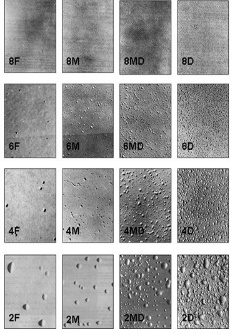 8F 8M 8MD 8D
6F 6M 6MD 6D
4F 4M 4MD 4D
2F 2M 2MD 2D